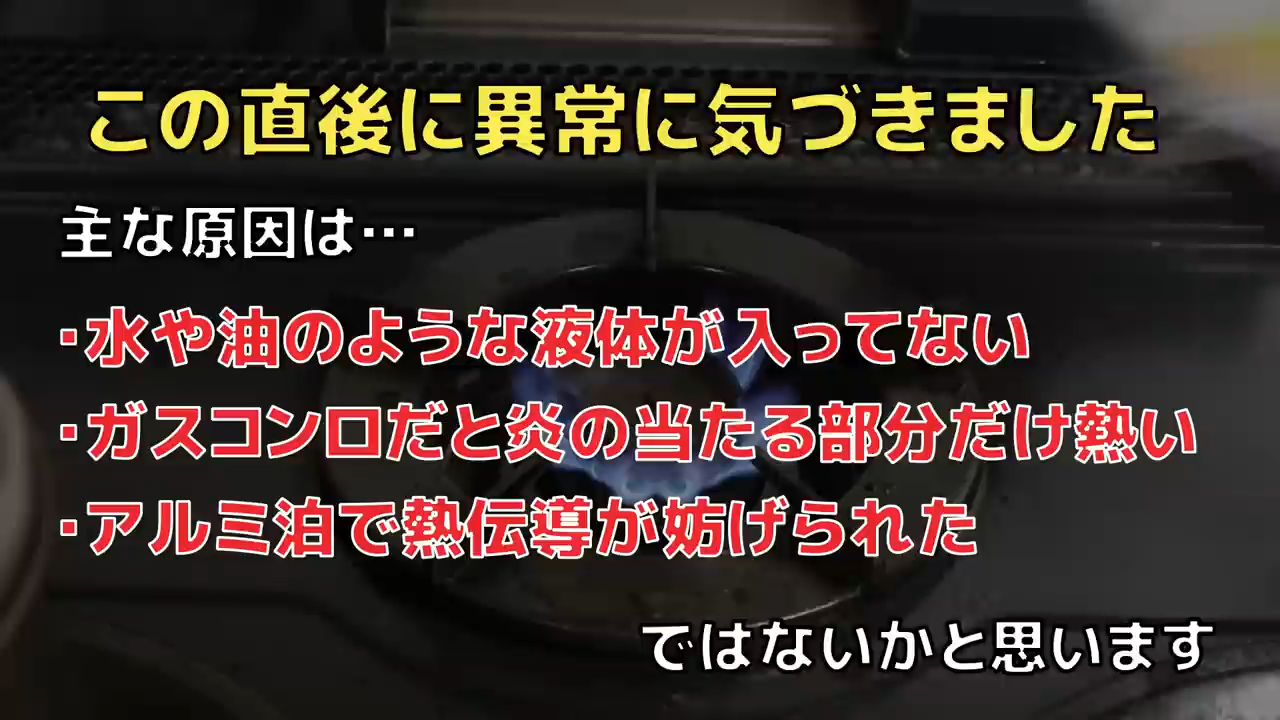 この直後に異常に気づきました
主な原因は…
・水や油のような液体が入ってない
・ガスコンロだと炎の当たる部分だけ熱い
・アルミ泊で熱伝導が妨げられた
ではないかと思います